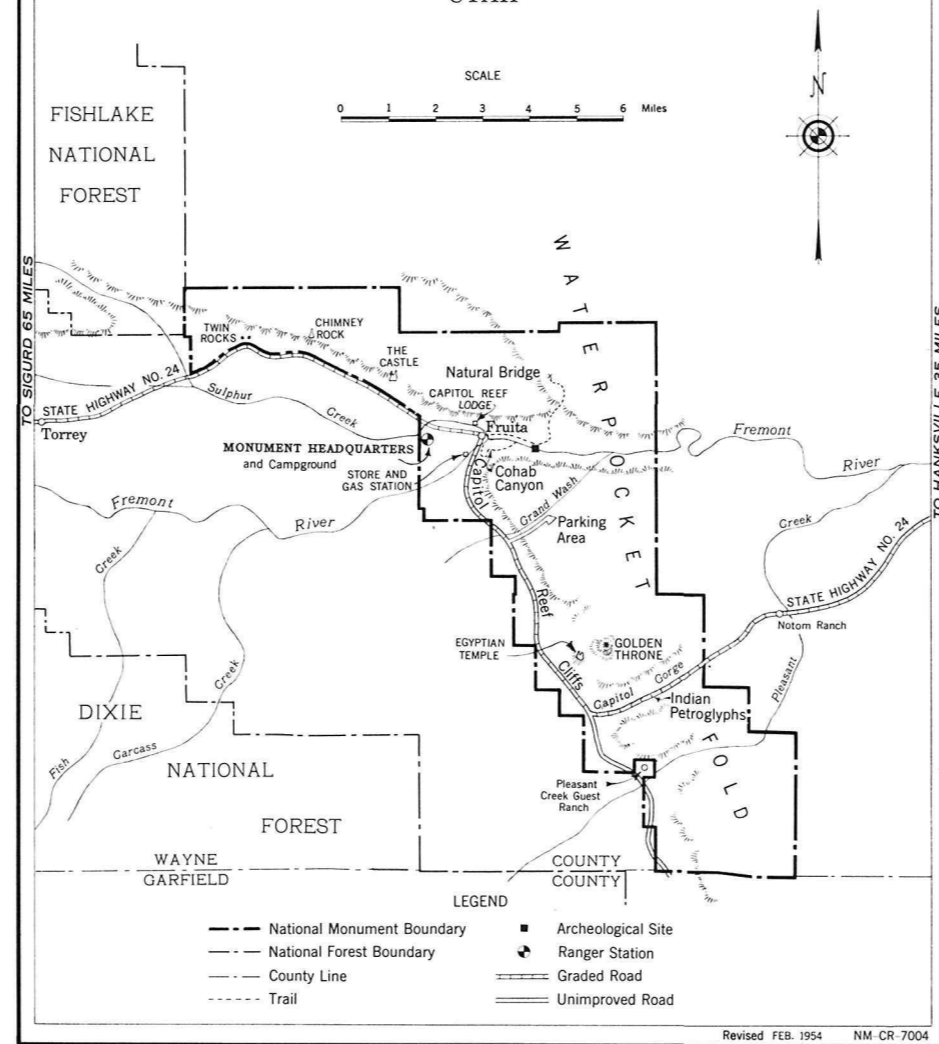 UTAH
SCALE
0 1 2 3 4 5 6 Miles
N
FISHLAKE
NATIONAL
FOREST
WATERPOCKET
FOLD
TO SIGURD 65 MILES
TO HANKSVILLE 35 MILES
TWIN
ROCKS
CHIMNEY
ROCK
THE
CASTLE
Natural Bridge
CAPITOL REEF
LODGE
Fruita
STATE HIGHWAY NO. 24
Torrey
Sulphur
Creek
MONUMENT HEADQUARTERS
and Campground
STORE AND
GAS STATION
Cohab
Canyon
Fremont
River
Fremont
River
Capitol
Reef
Cliffs
Grand Wash
Parking
Area
Creek
Creek
Creek
STATE HIGHWAY NO. 24
Notom Ranch
EGYPTIAN
TEMPLE
GOLDEN
THRONE
Capitol Gorge
Indian
Petroglyphs
Pleasant
DIXIE
NATIONAL
FOREST
Fish
Carcass
Pleasant
Creek Guest
Ranch
WAYNE COUNTY
GARFIELD COUNTY
LEGEND
National Monument Boundary
National Forest Boundary
County Line
Trail
Archeological Site
Ranger Station
Graded Road
Unimproved Road
Revised FEB. 1954 NM-CR-7004